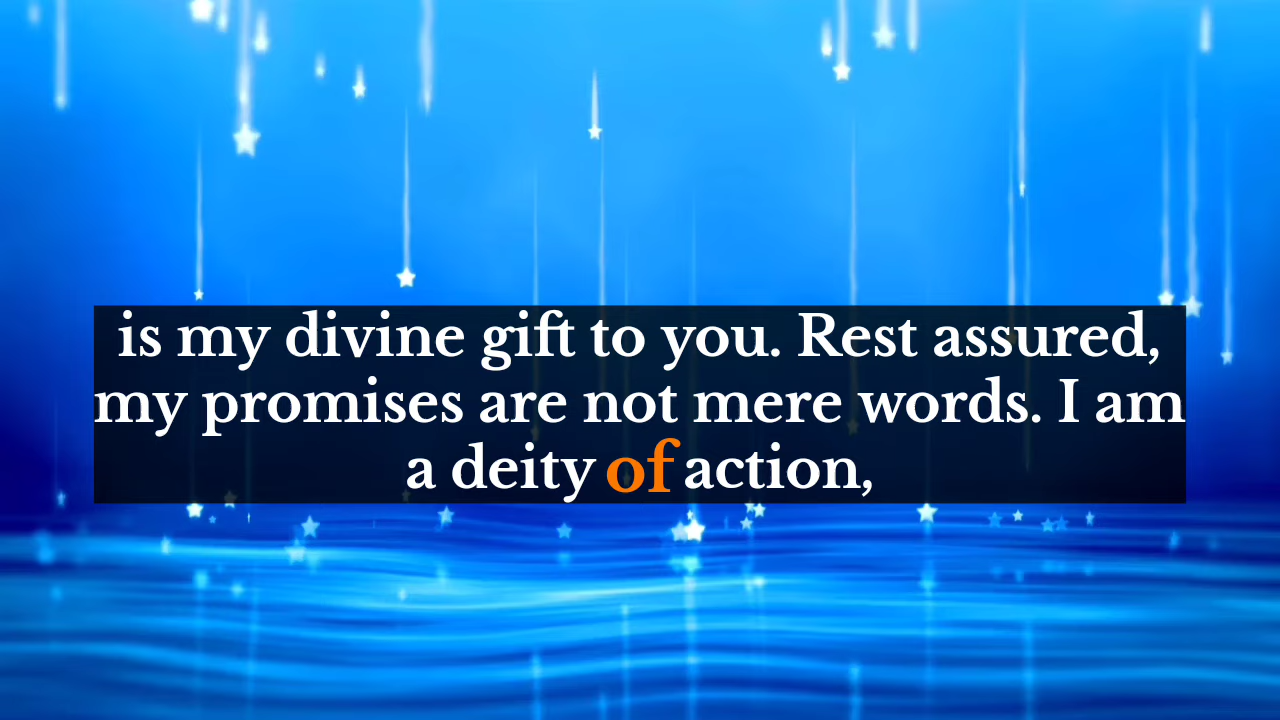 is my divine gift to you. Rest assured,
my promises are not mere words. I am
a deity of action,